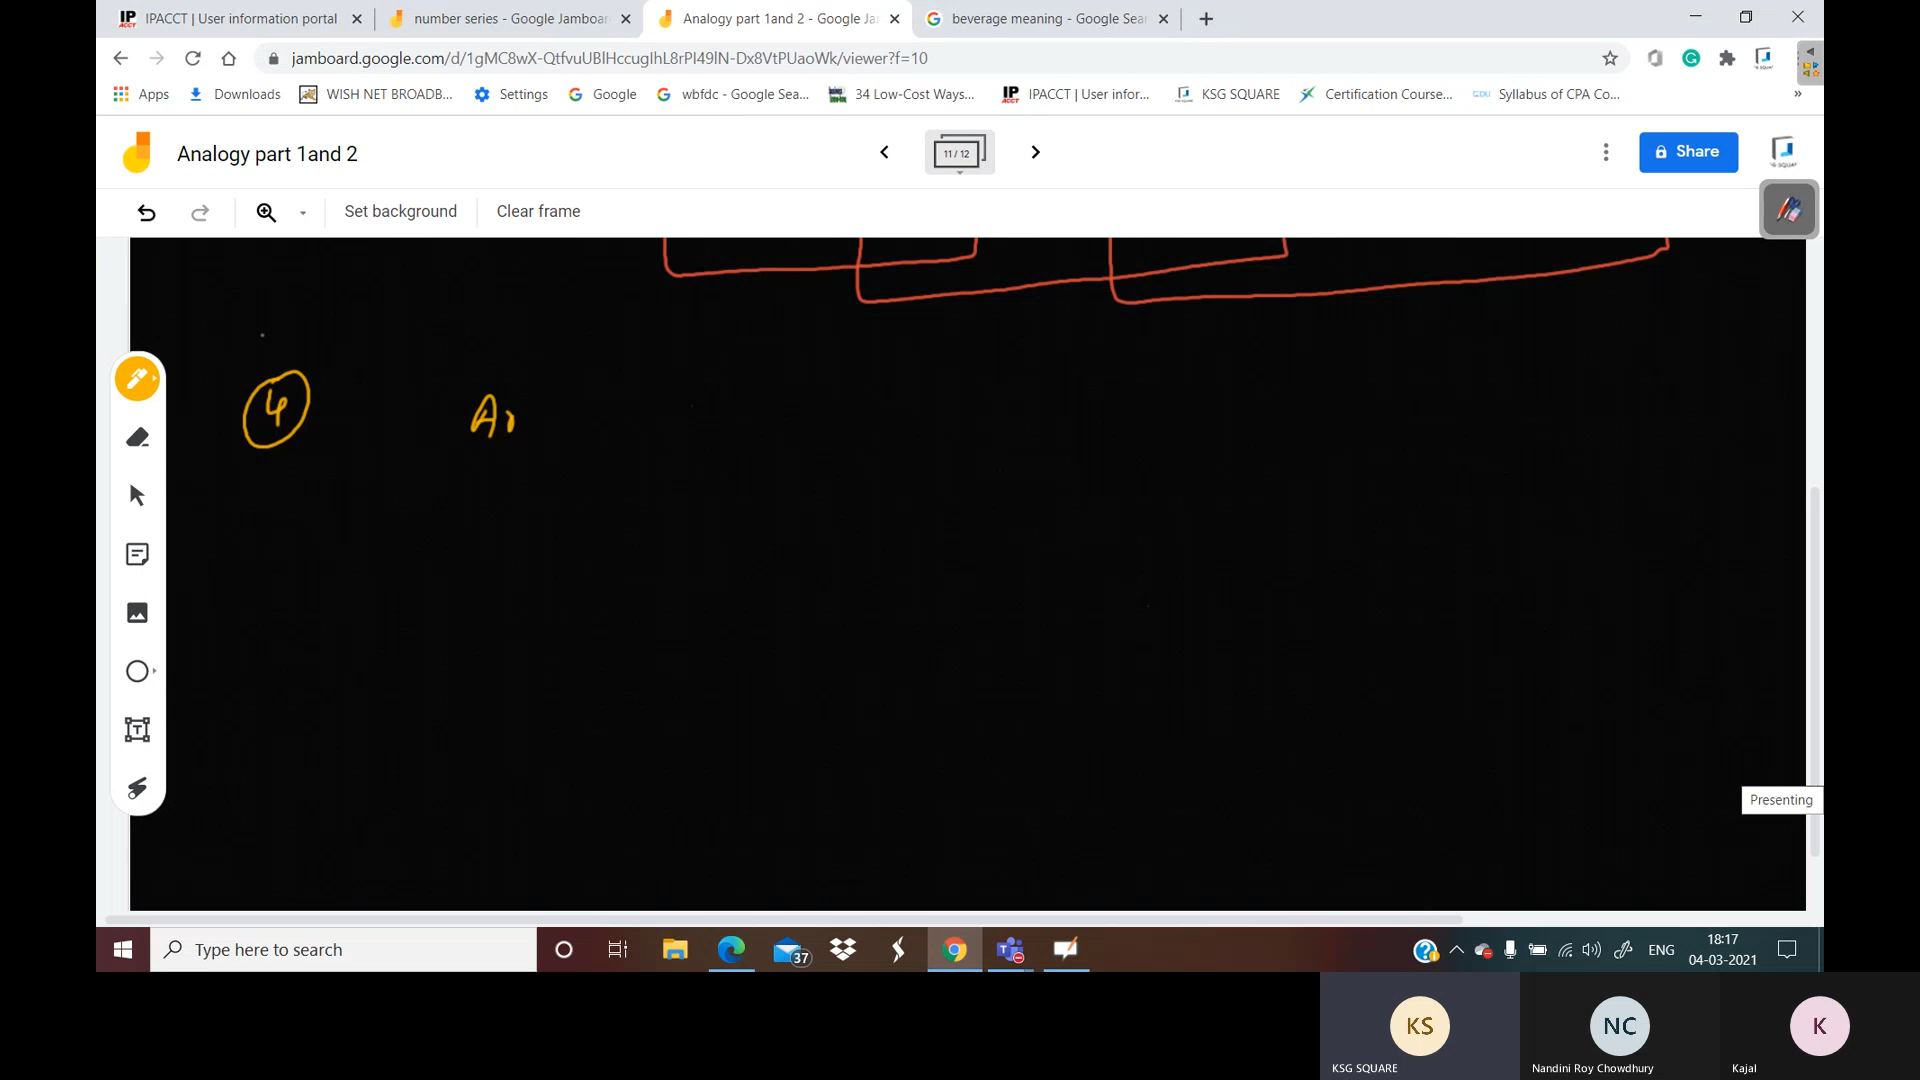 IPACCT | User information portal
number series - Google Jamboar
Analogy part 1and 2 - Google Ja
beverage meaning - Google Sea
jamboard.google.com/d/1gMC8wX-QtfvuUBlHccugIhL8rPI49lN-Dx8VtPUaoWk/viewer?f=10
Apps Downloads WISH NET BROADB... Settings Google wbfdc - Google Sea... 34 Low-Cost Ways... IPACCT | User infor... KSG SQUARE Certification Course... Syllabus of CPA Co... »
Analogy part 1and 2
11 / 12
Share
Set background Clear frame
4
Presenting
Type here to search
37
ENG
18:17
04-03-2021
KS NC K
KSG SQUARE Nandini Roy Chowdhury Kajal